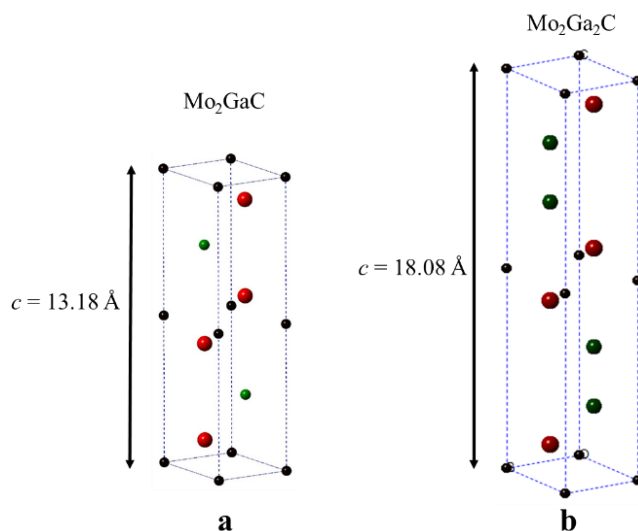 Mo₂GaC
Mo₂Ga₂C
c = 13.18 Å
c = 18.08 Å
a
b